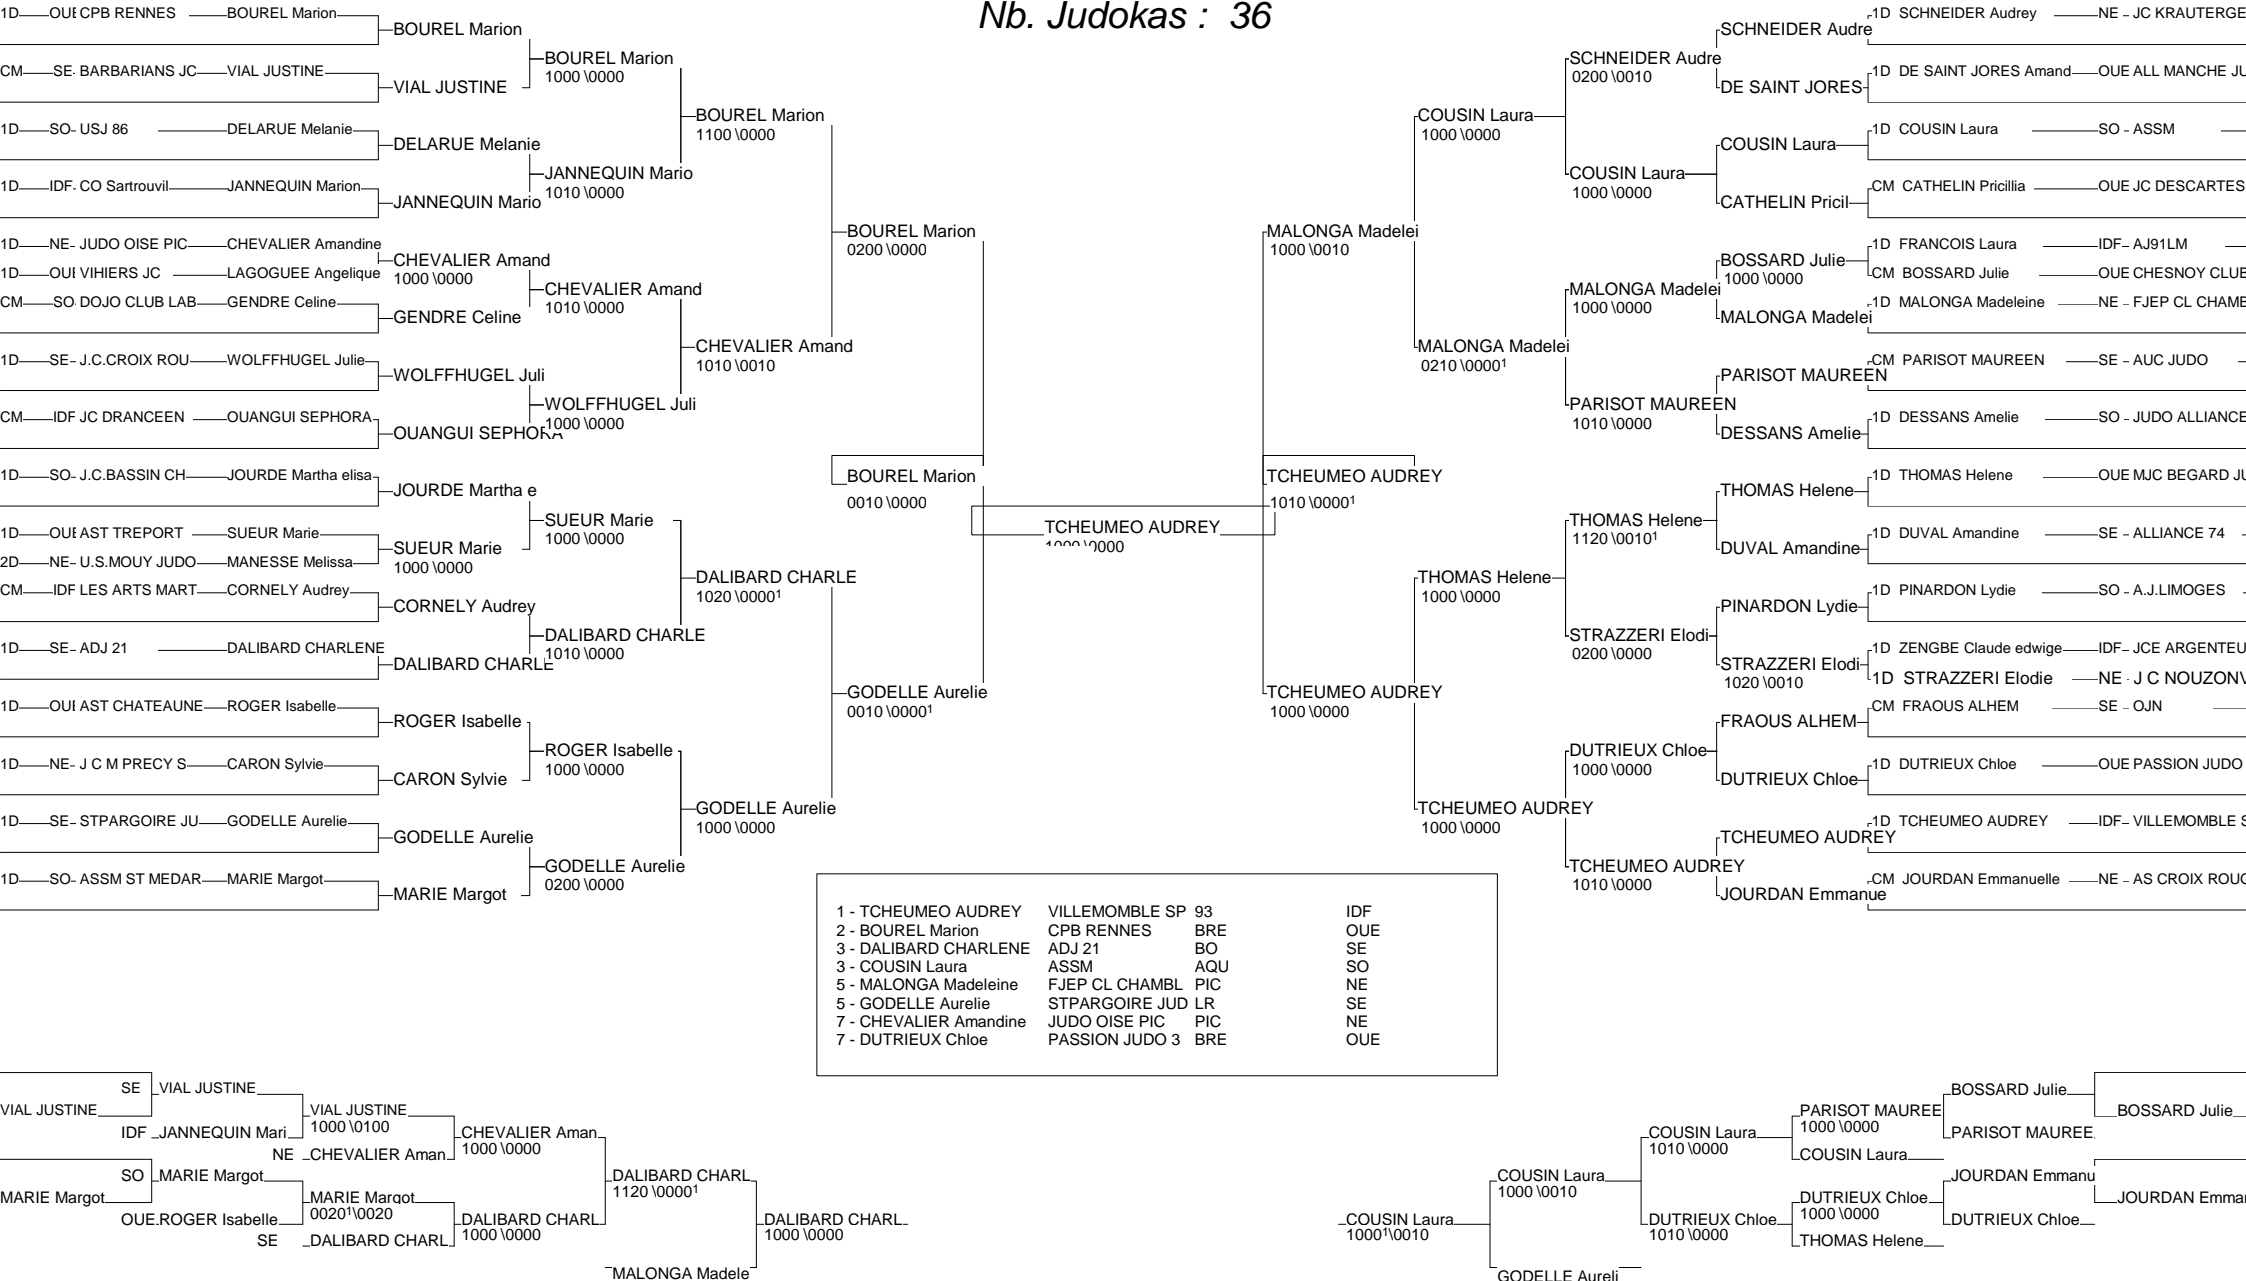 Nb. Judokas : 36
1D OUE CPB RENNES BOUREL Marion
BOUREL Marion
BOUREL Marion
1000 \0000
CM SE- BARBARIANS JC VIAL JUSTINE
VIAL JUSTINE
BOUREL Marion
1100 \0000
1D SO- USJ 86 DELARUE Melanie
DELARUE Melanie
JANNEQUIN Mario
1010 \0000
1D IDF- CO Sartrouvil JANNEQUIN Marion
JANNEQUIN Mario
BOUREL Marion
0200 \0000
1D NE- JUDO OISE PIC CHEVALIER Amandine
CHEVALIER Amand
1000 \0000
1D OUE VIHIERS JC LAGOGUEE Angelique
CHEVALIER Amand
1010 \0000
CM SO- DOJO CLUB LAB GENDRE Celine
GENDRE Celine
CHEVALIER Amand
1010 \0010
1D SE- J.C.CROIX ROU WOLFFHUGEL Julie
WOLFFHUGEL Juli
WOLFFHUGEL Juli
1000 \0000
CM IDF JC DRANCEEN OUANGUI SEPHORA
OUANGUI SEPHORA
BOUREL Marion
0010 \0000
1D SO- J.C.BASSIN CH JOURDE Martha elisa
JOURDE Martha e
SUEUR Marie
1000 \0000
1D OUE AST TREPORT SUEUR Marie
SUEUR Marie
1000 \0000
2D NE- U.S.MOUY JUDO MANESSE Melissa
DALIBARD CHARLE
1020 \0000¹
CM IDF LES ARTS MART CORNELY Audrey
CORNELY Audrey
DALIBARD CHARLE
1010 \0000
1D SE- ADJ 21 DALIBARD CHARLENE
DALIBARD CHARLE
GODELLE Aurelie
0010 \0000¹
1D OUE AST CHATEAUNE ROGER Isabelle
ROGER Isabelle
ROGER Isabelle
1000 \0000
1D NE- J C M PRECY S CARON Sylvie
CARON Sylvie
GODELLE Aurelie
1000 \0000
1D SE- STPARGOIRE JU GODELLE Aurelie
GODELLE Aurelie
GODELLE Aurelie
0200 \0000
1D SO- ASSM ST MEDAR MARIE Margot
MARIE Margot
TCHEUMEO AUDREY
1000 \0000
1D SCHNEIDER Audrey NE - JC KRAUTERGE
SCHNEIDER Audre
SCHNEIDER Audre
0200 \0010
1D DE SAINT JORES Amand OUE ALL MANCHE JU
DE SAINT JORES
COUSIN Laura
1000 \0000
1D COUSIN Laura SO - ASSM
COUSIN Laura
COUSIN Laura
1000 \0000
CM CATHELIN Pricillia OUE JC DESCARTES
CATHELIN Pricil
MALONGA Madelei
1000 \0010
1D FRANCOIS Laura IDF- AJ91LM
BOSSARD Julie
1000 \0000
CM BOSSARD Julie OUE CHESNOY CLUB
MALONGA Madelei
1000 \0000
1D MALONGA Madeleine NE - FJEP CL CHAMB
MALONGA Madelei
MALONGA Madelei
0210 \0000¹
CM PARISOT MAUREEN SE - AUC JUDO
PARISOT MAUREEN
PARISOT MAUREEN
1010 \0000
1D DESSANS Amelie SO - JUDO ALLIANCE
DESSANS Amelie
TCHEUMEO AUDREY
1010 \0000¹
1D THOMAS Helene OUE MJC BEGARD JU
THOMAS Helene
THOMAS Helene
1120 \0010¹
1D DUVAL Amandine SE - ALLIANCE 74
DUVAL Amandine
THOMAS Helene
1000 \0000
1D PINARDON Lydie SO - A.J.LIMOGES
PINARDON Lydie
STRAZZERI Elodi
0200 \0000
1D ZENGBE Claude edwige IDF- JCE ARGENTEU
STRAZZERI Elodi
1020 \0010
1D STRAZZERI Elodie NE - J C NOUZONV
TCHEUMEO AUDREY
1000 \0000
CM FRAOUS ALHEM SE - OJN
FRAOUS ALHEM
DUTRIEUX Chloe
1000 \0000
1D DUTRIEUX Chloe OUE PASSION JUDO
DUTRIEUX Chloe
TCHEUMEO AUDREY
1000 \0000
1D TCHEUMEO AUDREY IDF- VILLEMOMBLE S
TCHEUMEO AUDREY
TCHEUMEO AUDREY
1010 \0000
CM JOURDAN Emmanuelle NE - AS CROIX ROUG
JOURDAN Emmanue
1 - TCHEUMEO AUDREY VILLEMOMBLE SP 93 IDF
2 - BOUREL Marion CPB RENNES BRE OUE
3 - DALIBARD CHARLENE ADJ 21 BO SE
3 - COUSIN Laura ASSM AQU SO
5 - MALONGA Madeleine FJEP CL CHAMBL PIC NE
5 - GODELLE Aurelie STPARGOIRE JUD LR SE
7 - CHEVALIER Amandine JUDO OISE PIC PIC NE
7 - DUTRIEUX Chloe PASSION JUDO 3 BRE OUE
SE VIAL JUSTINE
VIAL JUSTINE
VIAL JUSTINE
1000 \0100
IDF JANNEQUIN Mari
CHEVALIER Aman
1000 \0000
NE CHEVALIER Aman
SO MARIE Margot
DALIBARD CHARL
1120 \0000¹
MARIE Margot
MARIE Margot
0020¹\0020
OUE ROGER Isabelle
DALIBARD CHARL
1000 \0000
DALIBARD CHARL
1000 \0000
SE DALIBARD CHARL
MALONGA Madele
BOSSARD Julie
BOSSARD Julie
PARISOT MAUREE
1000 \0000
PARISOT MAUREE
COUSIN Laura
1010 \0000
COUSIN Laura
COUSIN Laura
1000 \0010
JOURDAN Emmanu
JOURDAN Emmar
DUTRIEUX Chloe
1000 \0000
DUTRIEUX Chloe
DUTRIEUX Chloe
1010 \0000
COUSIN Laura
1000¹\0010
THOMAS Helene
GODELLE Aureli